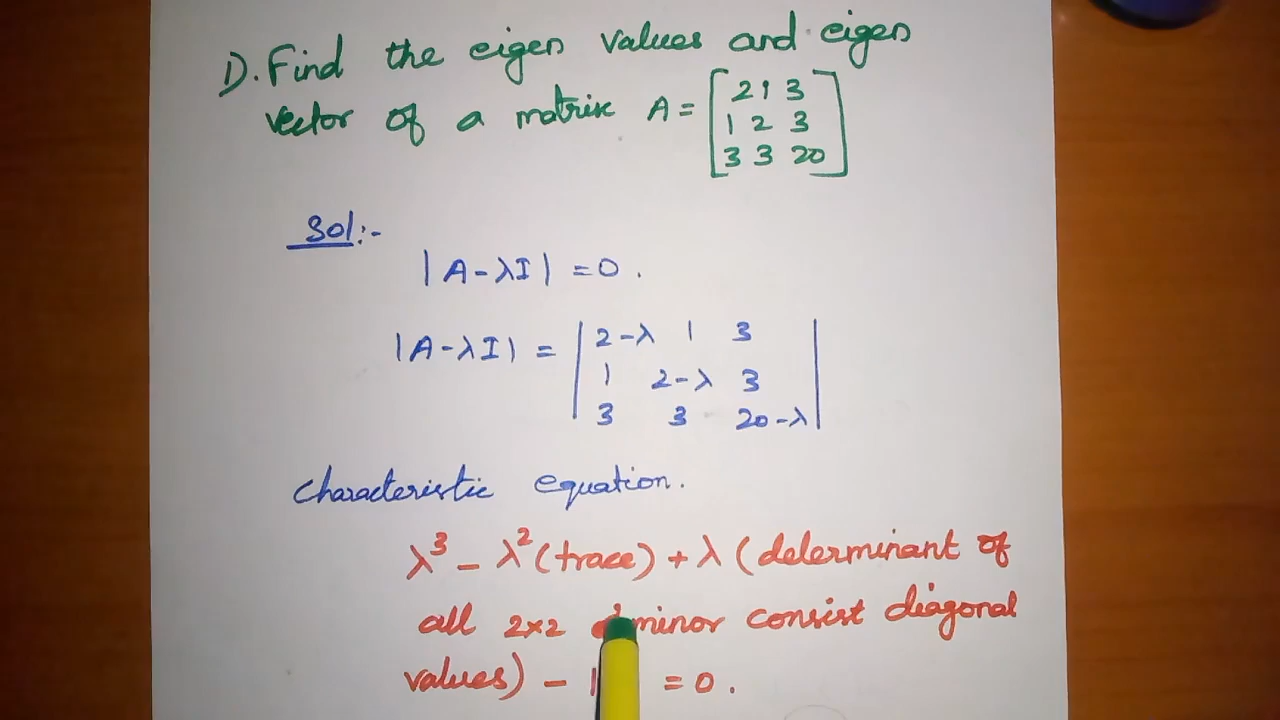 1). Find the eigen values and eigen
vector of a matrix A = [2 1 3
1 2 3
3 3 20]
Sol:-
|A-λI| = 0.
|A-λI| = |2-λ 1 3
1 2-λ 3
3 3 20-λ|
characteristic equation.
λ³ - λ² (trace) + λ (determinant of
all 2x2 minor consist diagonal
values) - | = 0.